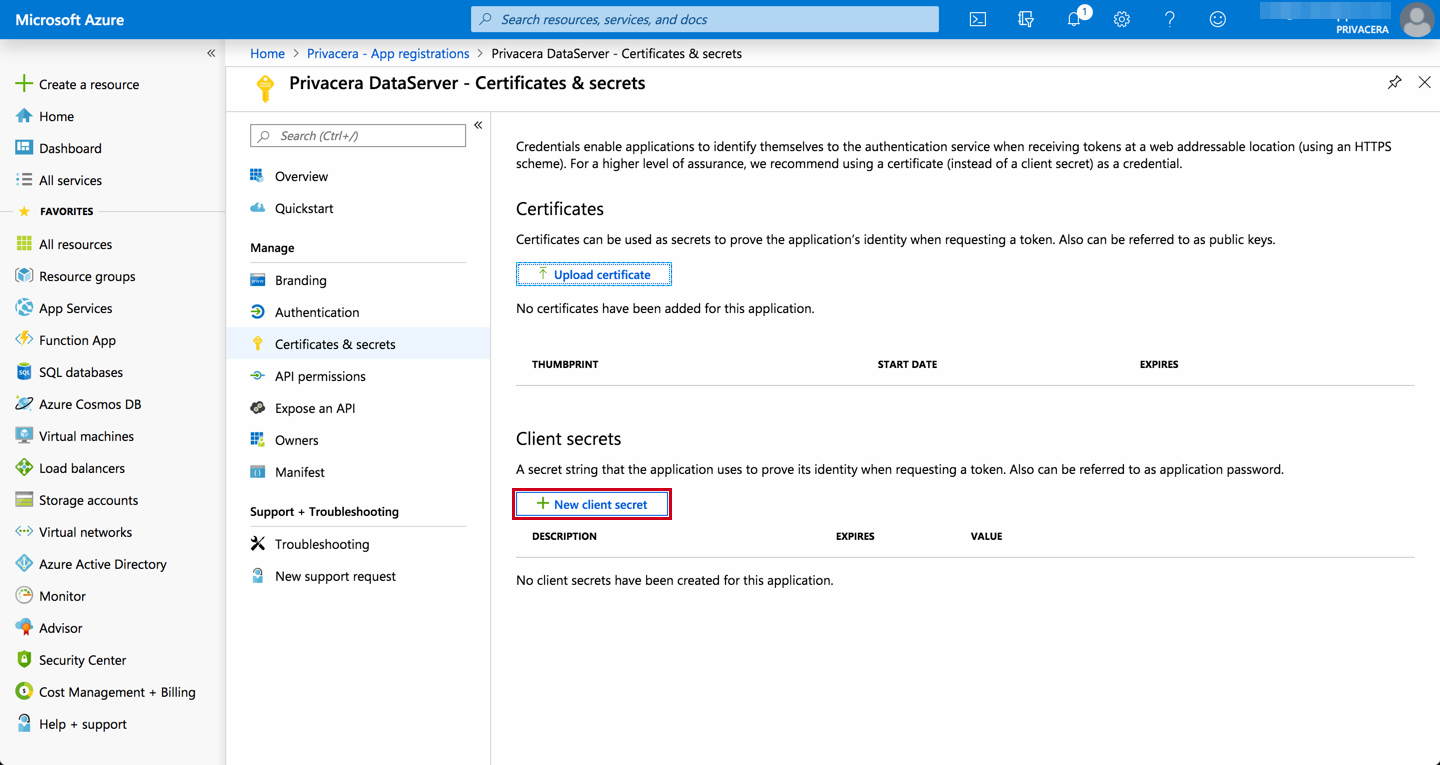 Microsoft Azure
Search resources, services, and docs
1
PRIVACERA
«
Home > Privacera - App registrations > Privacera DataServer - Certificates & secrets
Privacera DataServer - Certificates & secrets
Create a resource
Home
Dashboard
All services
FAVORITES
All resources
Resource groups
App Services
Function App
SQL databases
Azure Cosmos DB
Virtual machines
Load balancers
Storage accounts
Virtual networks
Azure Active Directory
Monitor
Advisor
Security Center
Cost Management + Billing
Help + support
Search (Ctrl+/)
«
Overview
Quickstart
Manage
Branding
Authentication
Certificates & secrets
API permissions
Expose an API
Owners
Manifest
Support + Troubleshooting
Troubleshooting
New support request
Credentials enable applications to identify themselves to the authentication service when receiving tokens at a web addressable location (using an HTTPS
scheme). For a higher level of assurance, we recommend using a certificate (instead of a client secret) as a credential.
Certificates
Certificates can be used as secrets to prove the application's identity when requesting a token. Also can be referred to as public keys.
Upload certificate
No certificates have been added for this application.
THUMBPRINT START DATE EXPIRES
Client secrets
A secret string that the application uses to prove its identity when requesting a token. Also can be referred to as application password.
New client secret
DESCRIPTION EXPIRES VALUE
No client secrets have been created for this application.